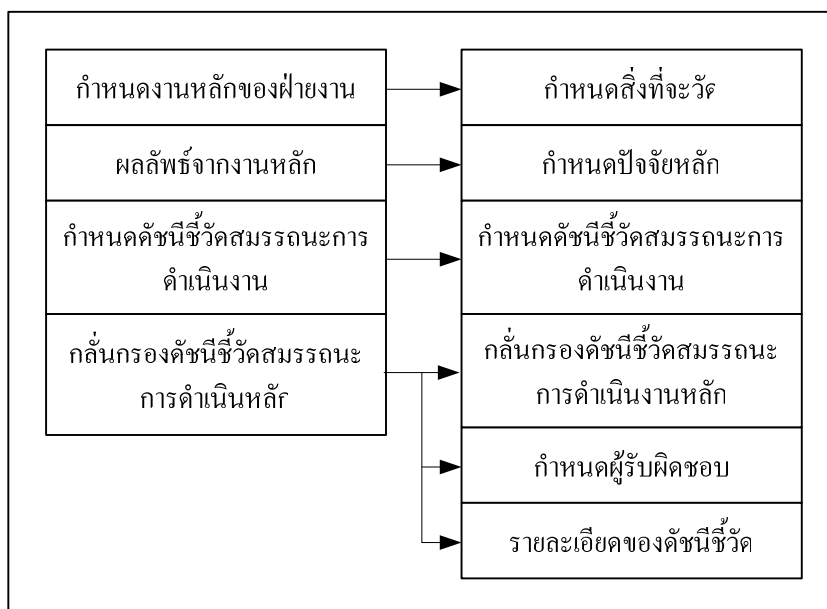 กำหนดงานหลักของฝ่ายงาน
ผลลัพธ์จากงานหลัก
กำหนดดัชนีชี้วัดสมรรถนะการ
ดำเนินงาน
กลั่นกรองดัชนีชี้วัดสมรรถนะ
การดำเนินหลัก
กำหนดสิ่งที่จะวัด
กำหนดปัจจัยหลัก
กำหนดดัชนีชี้วัดสมรรถนะการ
ดำเนินงาน
กลั่นกรองดัชนีชี้วัดสมรรถนะ
การดำเนินงานหลัก
กำหนดผู้รับผิดชอบ
รายละเอียดของดัชนีชี้วัด